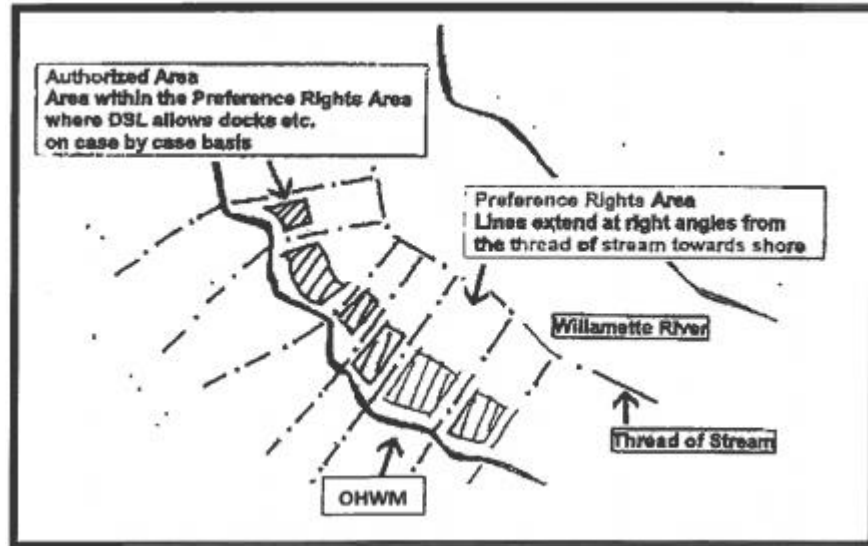 Authorized Area
Area within the Preference Rights Area
where DSL allows docks etc.
on case by case basis
Preference Rights Area
Lines extend at right angles from
the thread of stream towards shore
Willamette River
Thread of Stream
OHWM